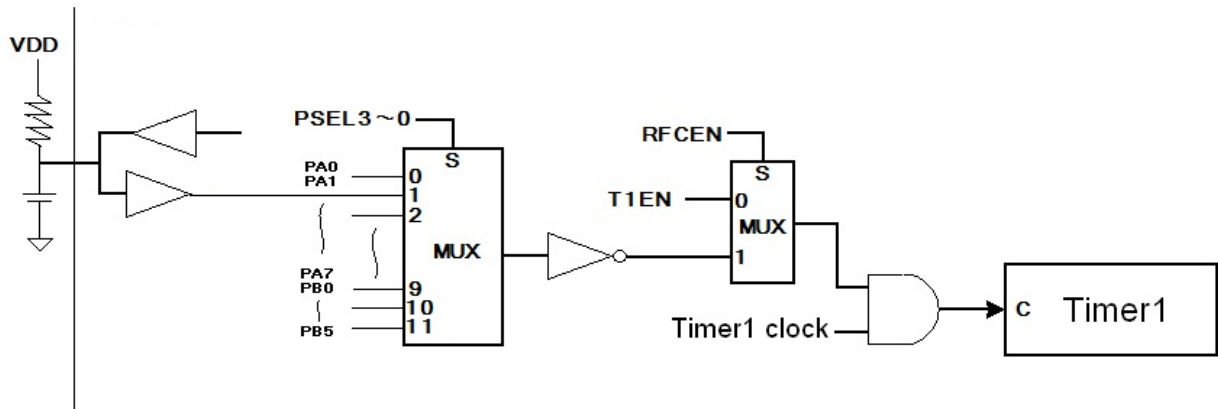 VDD
PSEL3~0
S
PA0
0
PA1
1
2
MUX
PA7
PB0
9
10
PB5
11
RFCEN
S
T1EN
0
MUX
1
Timer1 clock
C
Timer1